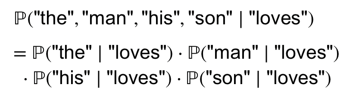 ℙ("the", "man", "his", "son" | "loves")
= ℙ("the" | "loves") · ℙ("man" | "loves")
· ℙ("his" | "loves") · ℙ("son" | "loves")